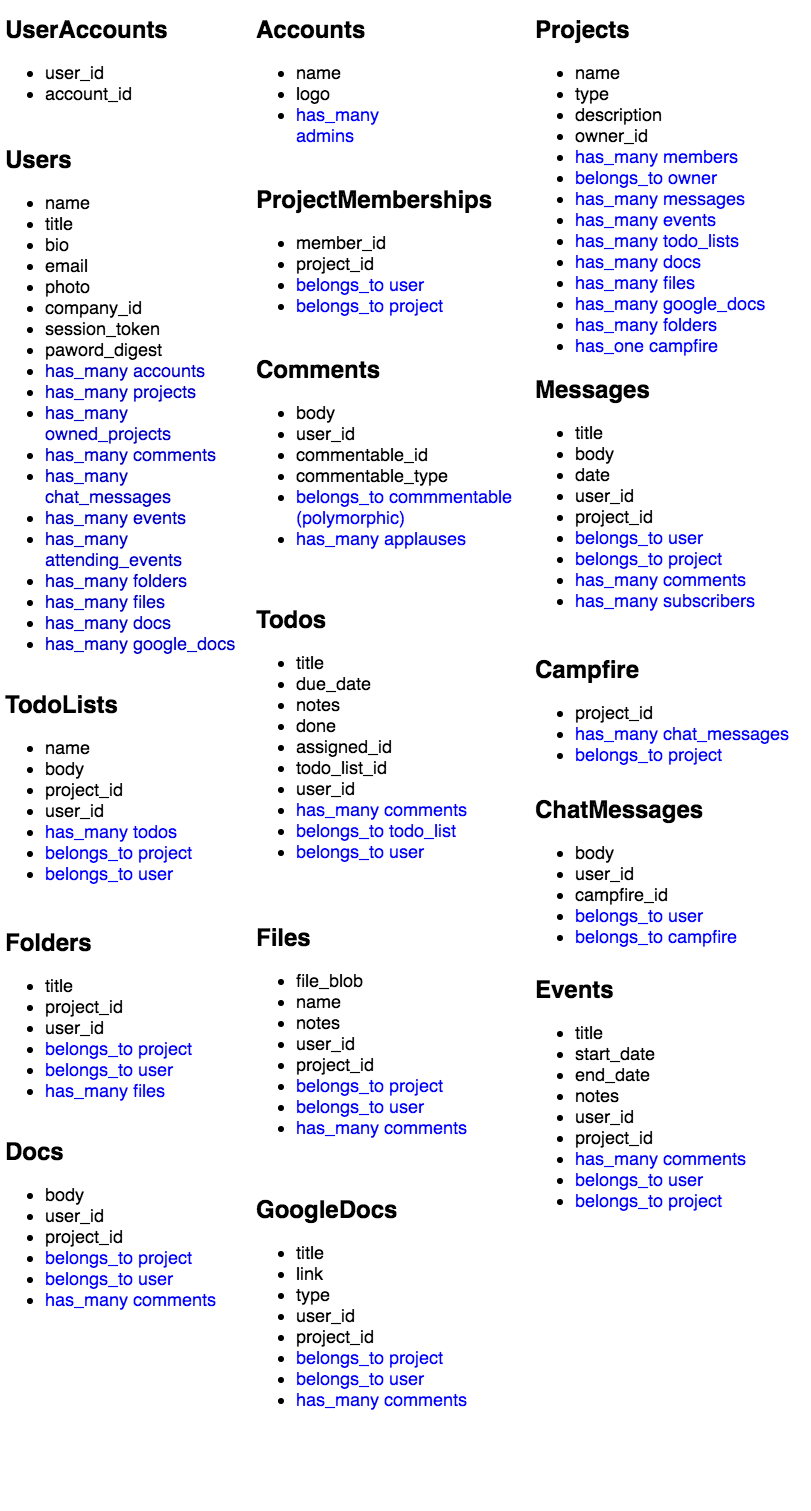 UserAccounts
user_id
account_id
Users
name
title
bio
email
photo
company_id
session_token
paword_digest
has_many accounts
has_many projects
has_many
owned_projects
has_many comments
has_many
chat_messages
has_many events
has_many
attending_events
has_many folders
has_many files
has_many docs
has_many google_docs
TodoLists
name
body
project_id
user_id
has_many todos
belongs_to project
belongs_to user
Folders
title
project_id
user_id
belongs_to project
belongs_to user
has_many files
Docs
body
user_id
project_id
belongs_to project
belongs_to user
has_many comments
Accounts
name
logo
has_many
admins
ProjectMemberships
member_id
project_id
belongs_to user
belongs_to project
Comments
body
user_id
commentable_id
commentable_type
belongs_to commmentable
(polymorphic)
has_many applauses
Todos
title
due_date
notes
done
assigned_id
todo_list_id
user_id
has_many comments
belongs_to todo_list
belongs_to user
Files
file_blob
name
notes
user_id
project_id
belongs_to project
belongs_to user
has_many comments
GoogleDocs
title
link
type
user_id
project_id
belongs_to project
belongs_to user
has_many comments
Projects
name
type
description
owner_id
has_many members
belongs_to owner
has_many messages
has_many events
has_many todo_lists
has_many docs
has_many files
has_many google_docs
has_many folders
has_one campfire
Messages
title
body
date
user_id
project_id
belongs_to user
belongs_to project
has_many comments
has_many subscribers
Campfire
project_id
has_many chat_messages
belongs_to project
ChatMessages
body
user_id
campfire_id
belongs_to user
belongs_to campfire
Events
title
start_date
end_date
notes
user_id
project_id
has_many comments
belongs_to user
belongs_to project